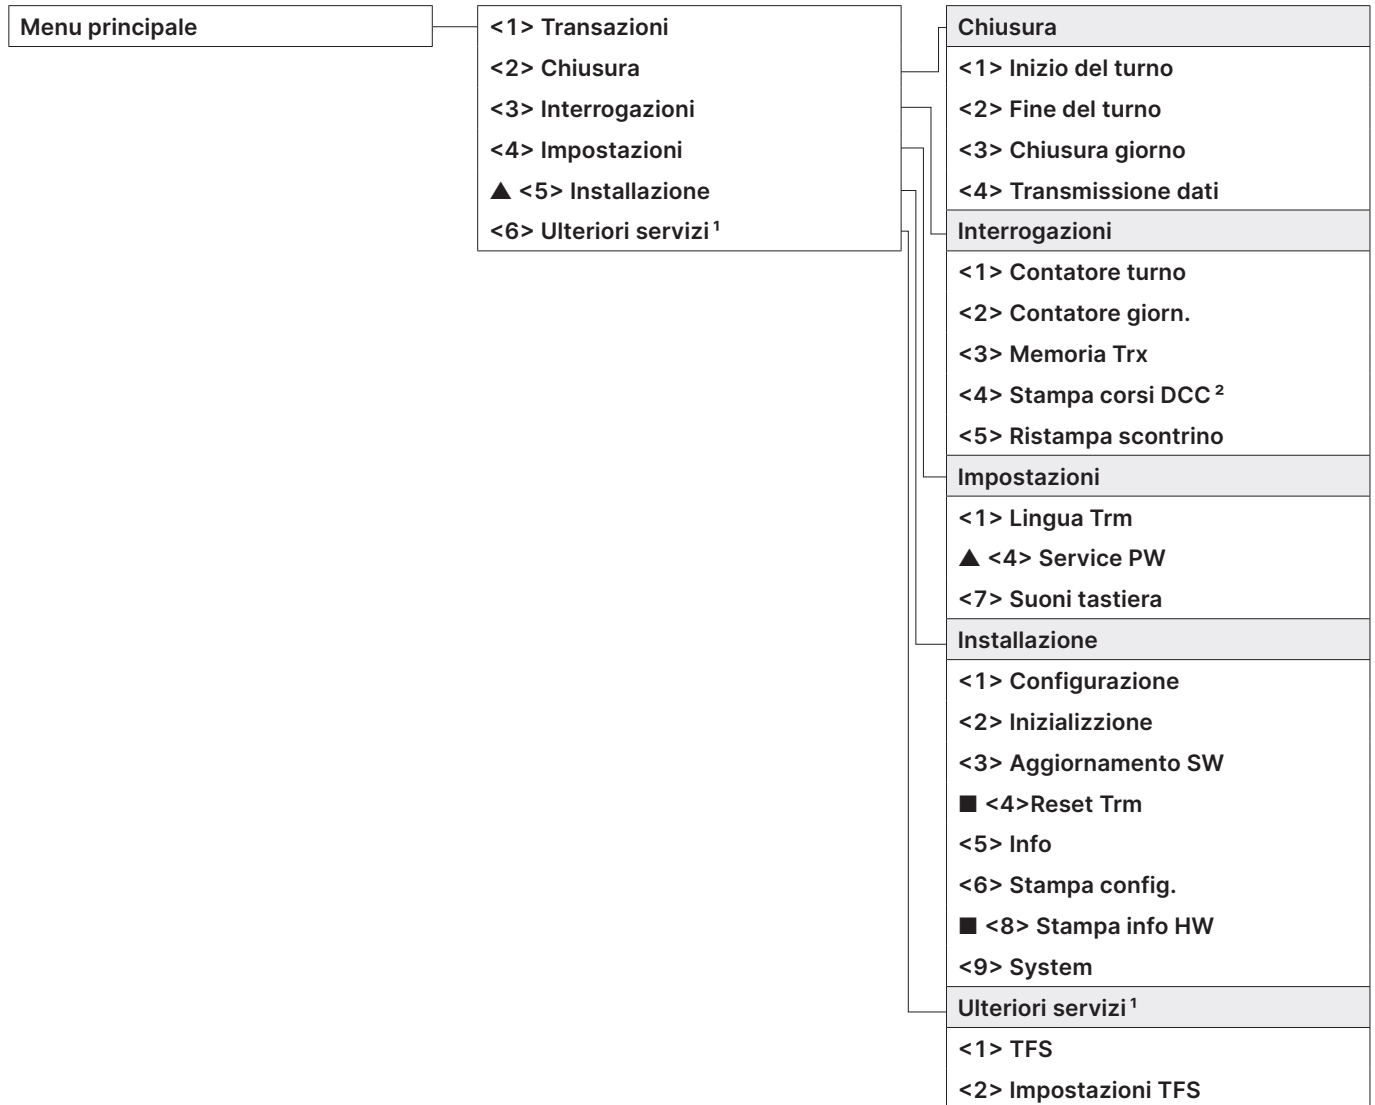 Menu principale
<1> Transazioni
<2> Chiusura
<3> Interrogazioni
<4> Impostazioni
▲ <5> Installazione
<6> Ulteriori servizi ¹
Chiusura
<1> Inizio del turno
<2> Fine del turno
<3> Chiusura giorno
<4> Transmissione dati
Interrogazioni
<1> Contatore turno
<2> Contatore giorn.
<3> Memoria Trx
<4> Stampa corsi DCC ²
<5> Ristampa scontrino
Impostazioni
<1> Lingua Trm
▲ <4> Service PW
<7> Suoni tastiera
Installazione
<1> Configurazione
<2> Inizializzione
<3> Aggiornamento SW
■ <4>Reset Trm
<5> Info
<6> Stampa config.
■ <8> Stampa info HW
<9> System
Ulteriori servizi ¹
<1> TFS
<2> Impostazioni TFS